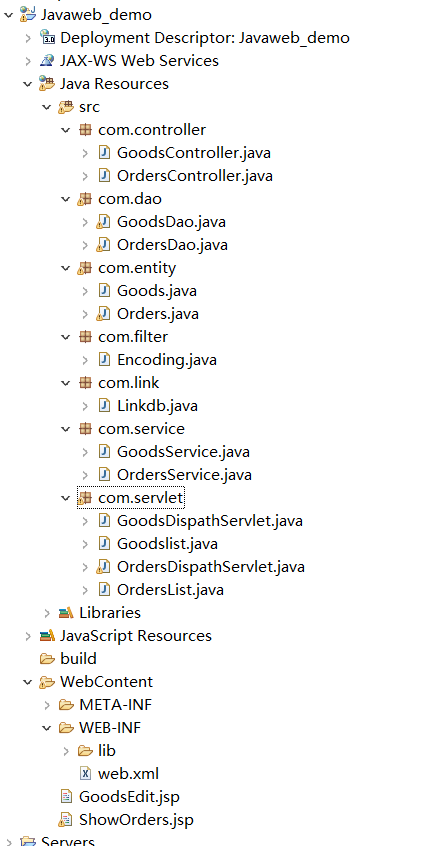 Javaweb_demo
Deployment Descriptor: Javaweb_demo
JAX-WS Web Services
Java Resources
src
com.controller
GoodsController.java
OrdersController.java
com.dao
GoodsDao.java
OrdersDao.java
com.entity
Goods.java
Orders.java
com.filter
Encoding.java
com.link
Linkdb.java
com.service
GoodsService.java
OrdersService.java
com.servlet
GoodsDispathServlet.java
Goodslist.java
OrdersDispathServlet.java
OrdersList.java
Libraries
JavaScript Resources
build
WebContent
META-INF
WEB-INF
lib
web.xml
GoodsEdit.jsp
ShowOrders.jsp
Servers